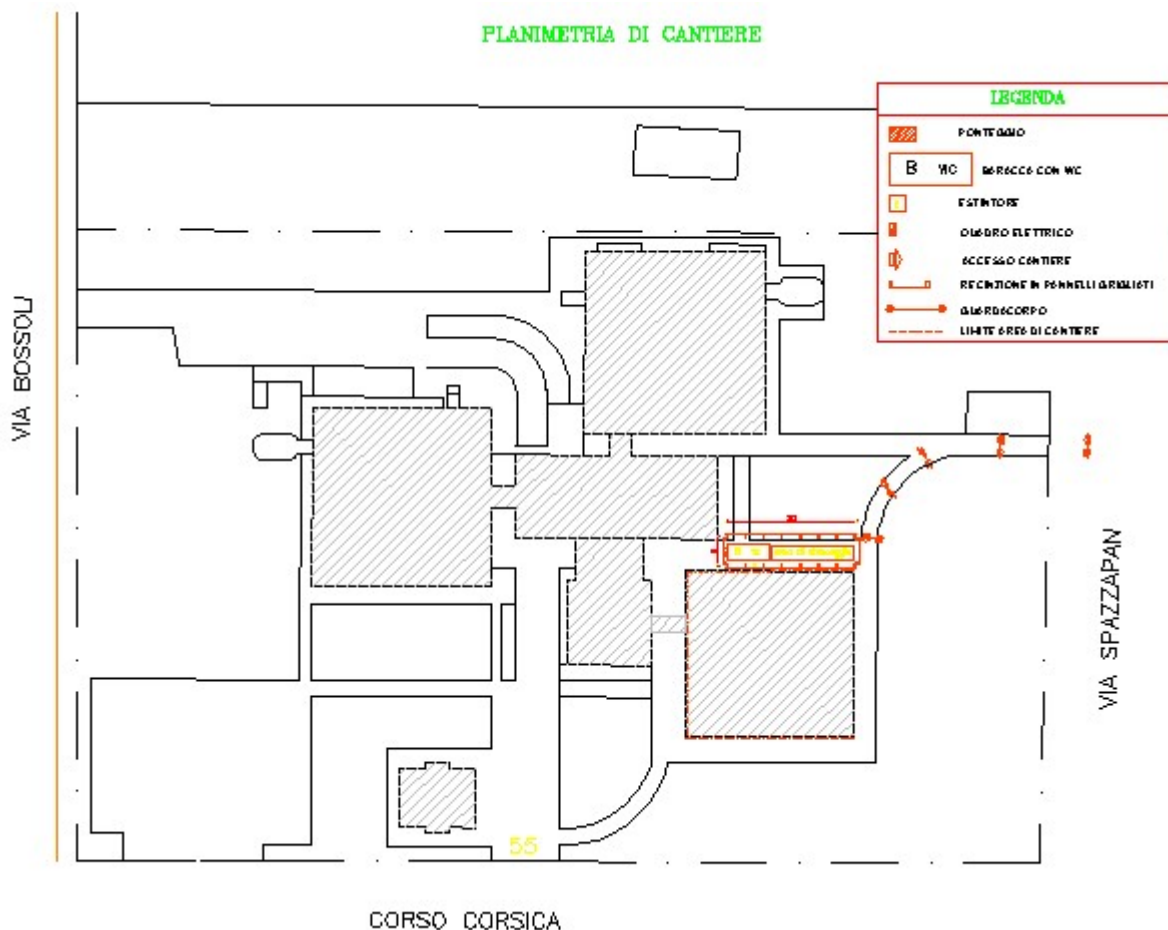 PLANIMETRIA DI CANTIERE
LEGENDA
PONTEGGIO
B WC
BARACCA CON WC
ESTINTORE
QUADRO ELETTRICO
ACCESSO CANTIERE
RECINZIONE IN PANNELLI GRIGLIATI
GUARDACORPO
LIMITE AREA DI CANTIERE
VIA BOSSOLI
VIA SPAZZAPAN
55
CORSO CORSICA